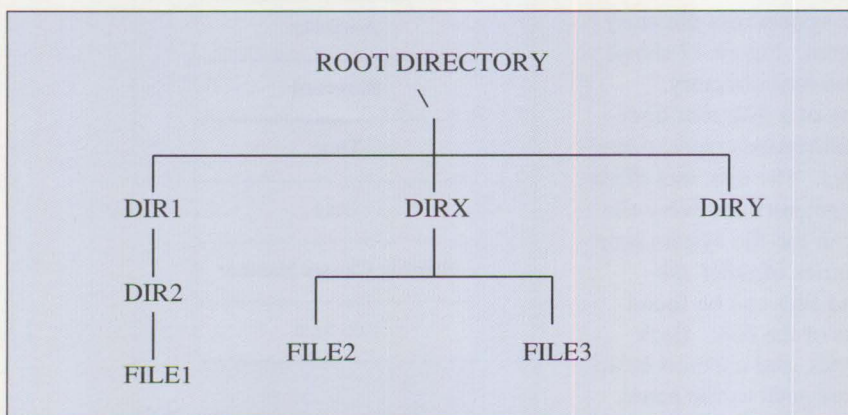 ROOT DIRECTORY
\
DIR1 DIRX DIRY
DIR2
FILE2 FILE3
FILE1